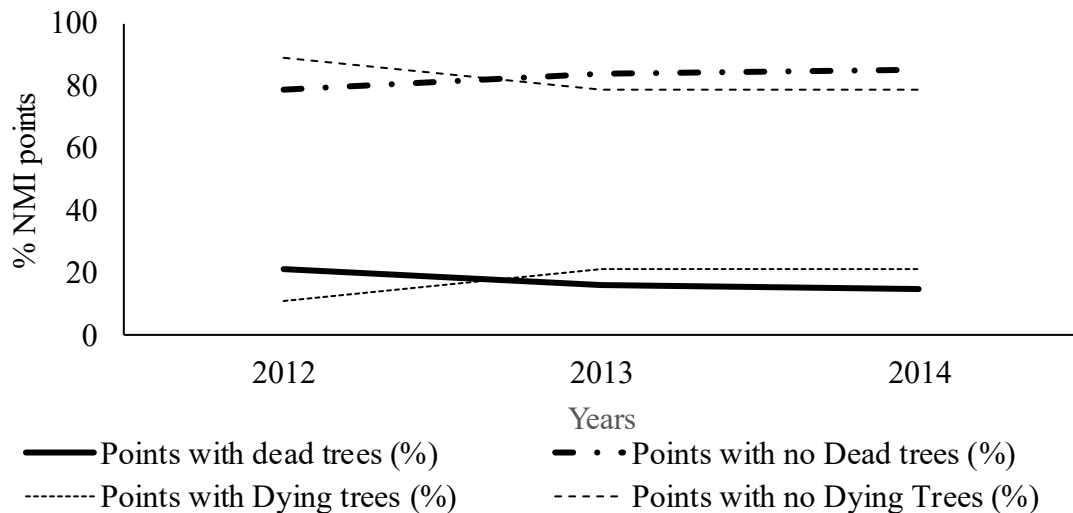 100
80
60
40
20
0
% NMI points
2012 2013 2014
Years
Points with dead trees (%) Points with no Dead trees (%)
Points with Dying trees (%) Points with no Dying Trees (%)